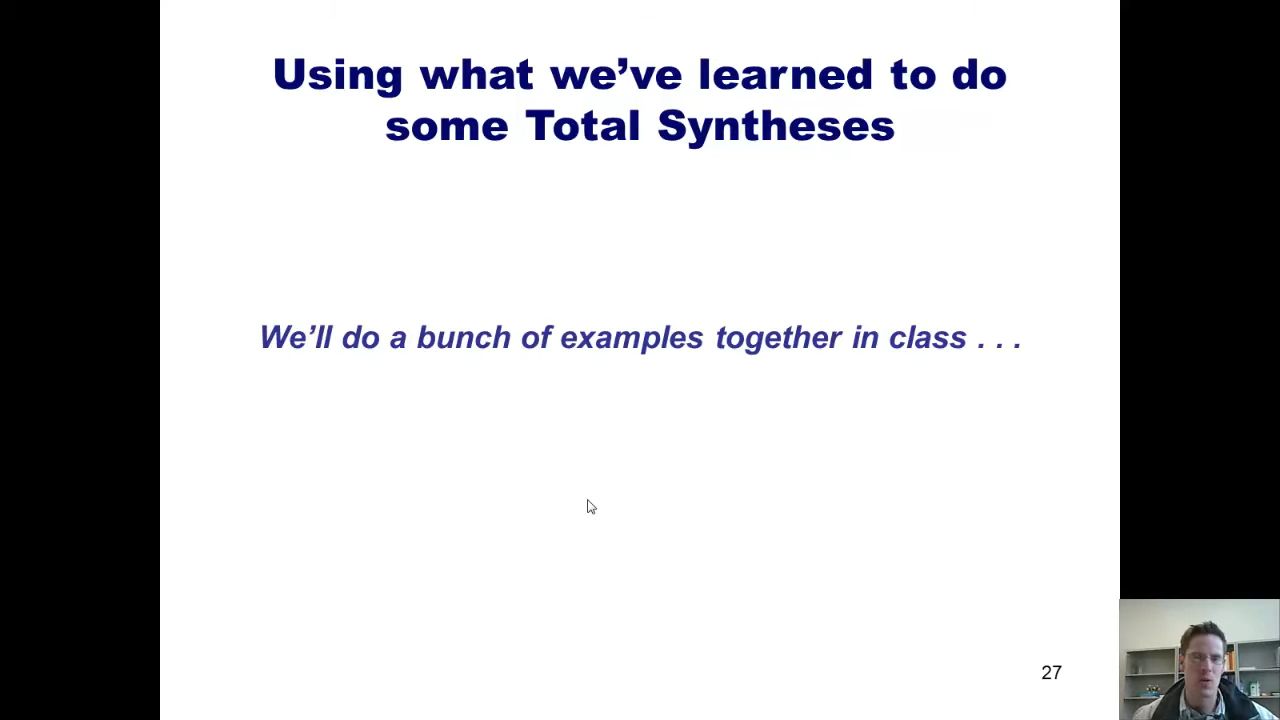 Using what we’ve learned to do
some Total Syntheses
We’ll do a bunch of examples together in class . . .
27